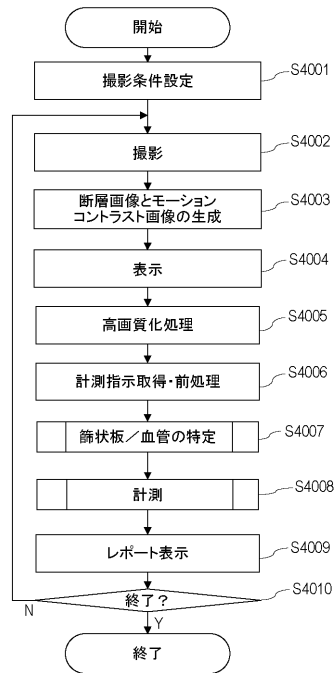 開始
撮影条件設定
S4001
撮影
S4002
断層画像とモーション
コントラスト画像の生成
S4003
表示
S4004
高画質化処理
S4005
計測指示取得・前処理
S4006
篩状板／血管の特定
S4007
計測
S4008
レポート表示
S4009
終了？
S4010
N
Y
終了